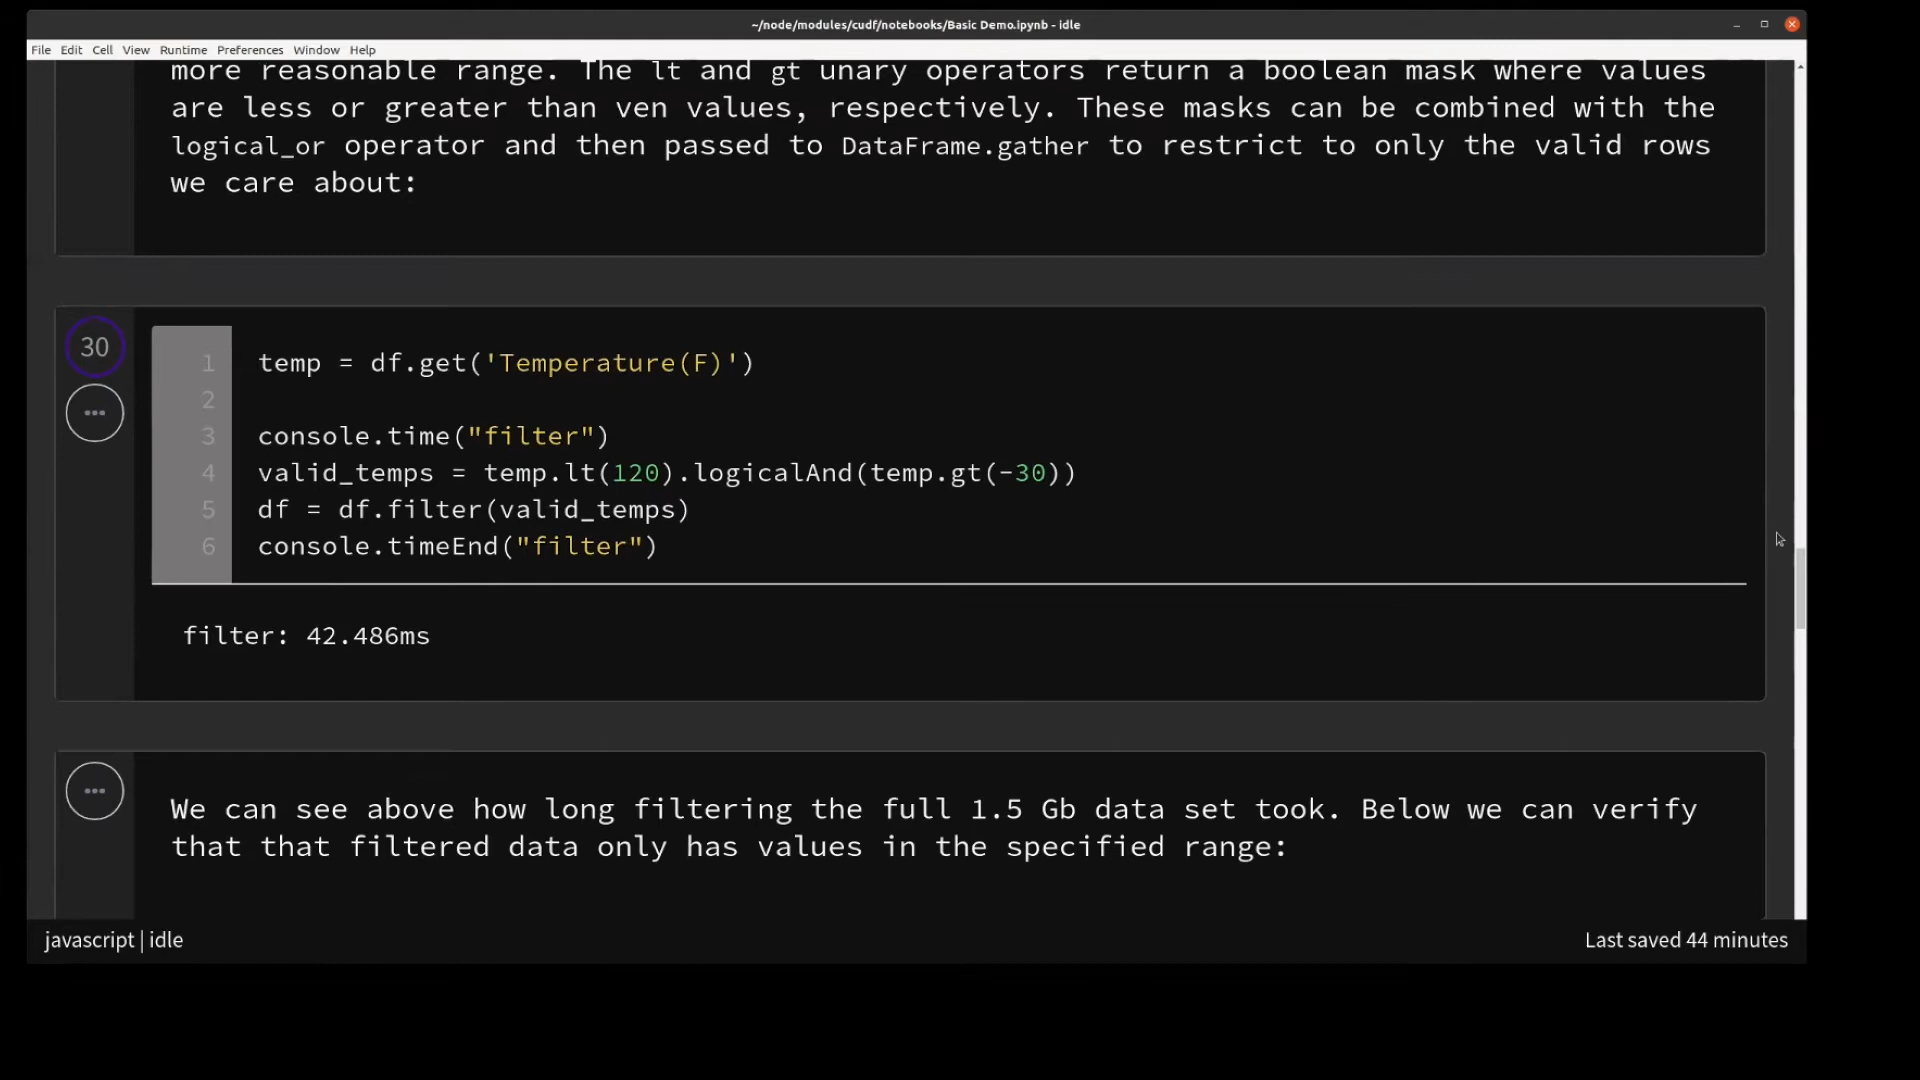 ~/node/modules/cudf/notebooks/Basic Demo.ipynb - idle
File Edit Cell View Runtime Preferences Window Help
more reasonable range. The lt and gt unary operators return a boolean mask where values
are less or greater than ven values, respectively. These masks can be combined with the
logical_or operator and then passed to DataFrame.gather to restrict to only the valid rows
we care about:
30
1 temp = df.get('Temperature(F)')
2
3 console.time("filter")
4 valid_temps = temp.lt(120).logicalAnd(temp.gt(-30))
5 df = df.filter(valid_temps)
6 console.timeEnd("filter")
filter: 42.486ms
We can see above how long filtering the full 1.5 Gb data set took. Below we can verify
that that filtered data only has values in the specified range:
javascript | idle
Last saved 44 minutes